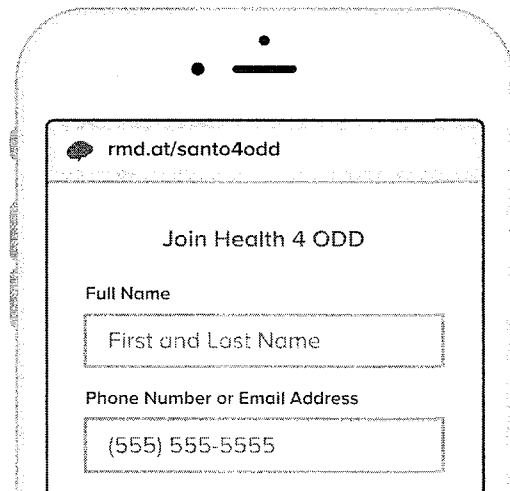 rmd.at/santo4odd
Join Health 4 ODD
Full Name
First and Last Name
Phone Number or Email Address
(555) 555-5555